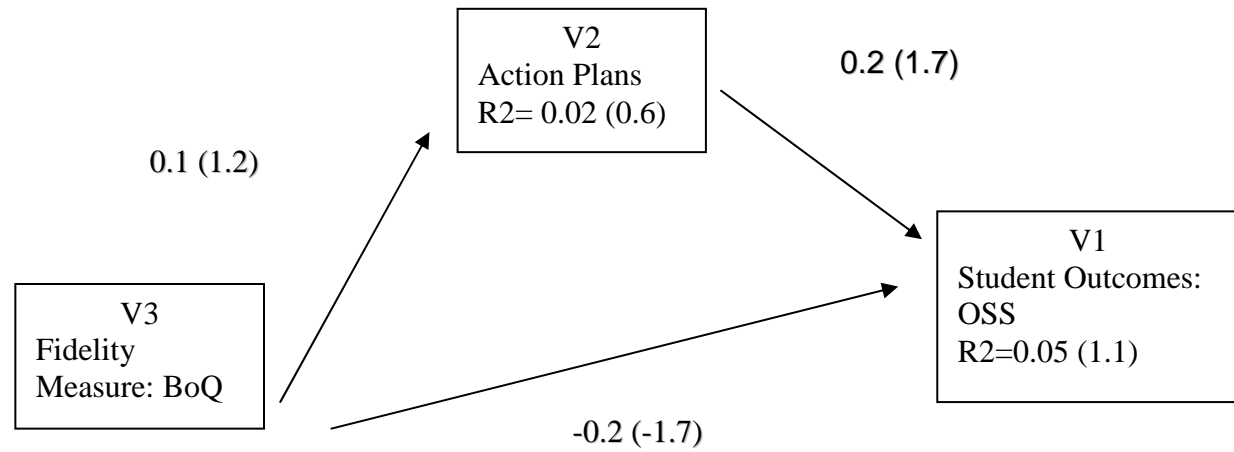 V2
Action Plans
R2= 0.02 (0.6)
0.2 (1.7)
0.1 (1.2)
V1
Student Outcomes:
OSS
R2=0.05 (1.1)
V3
Fidelity
Measure: BoQ
-0.2 (-1.7)